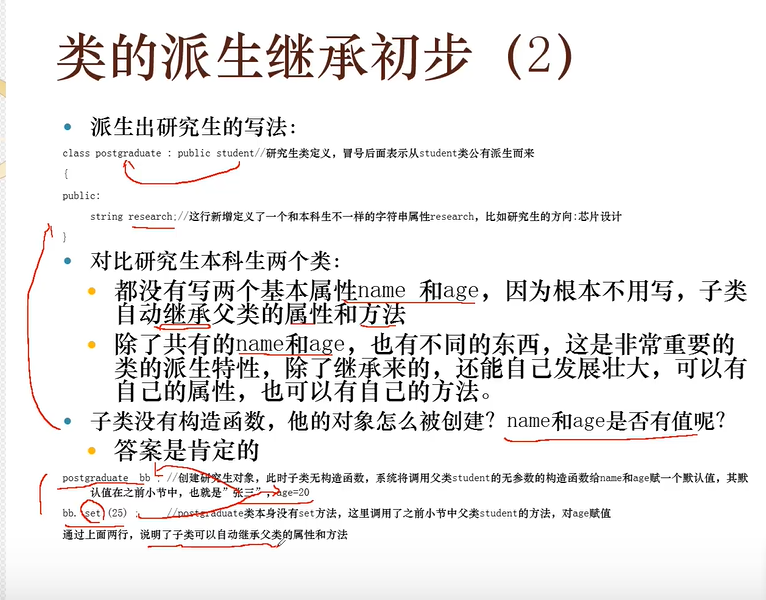 类的派生继承初步（2）
派生出研究生的写法:
class postgraduate : public student//研究生类定义，冒号后面表示从student类公有派生而来
{
public:
string research;//这行新增定义了一个和本科生不一样的字符串属性research，比如研究生的方向:芯片设计
}
对比研究生本科生两个类:
都没有写两个基本属性name 和age，因为根本不用写，子类
自动继承父类的属性和方法
除了共有的name和age，也有不同的东西，这是非常重要的
类的派生特性，除了继承来的，还能自己发展壮大，可以有
自己的属性，也可以有自己的方法。
子类没有构造函数，他的对象怎么被创建？name和age是否有值呢？
答案是肯定的
postgraduate bb ; //创建研究生对象，此时子类无构造函数，系统将调用父类student的无参数的构造函数给name和age赋一个默认值，其默
认值在之前小节中，也就是”张三”，age=20
bb. set (25) ; //postgraduate类本身没有set方法，这里调用了之前小节中父类student的方法，对age赋值
通过上面两行，说明了子类可以自动继承父类的属性和方法